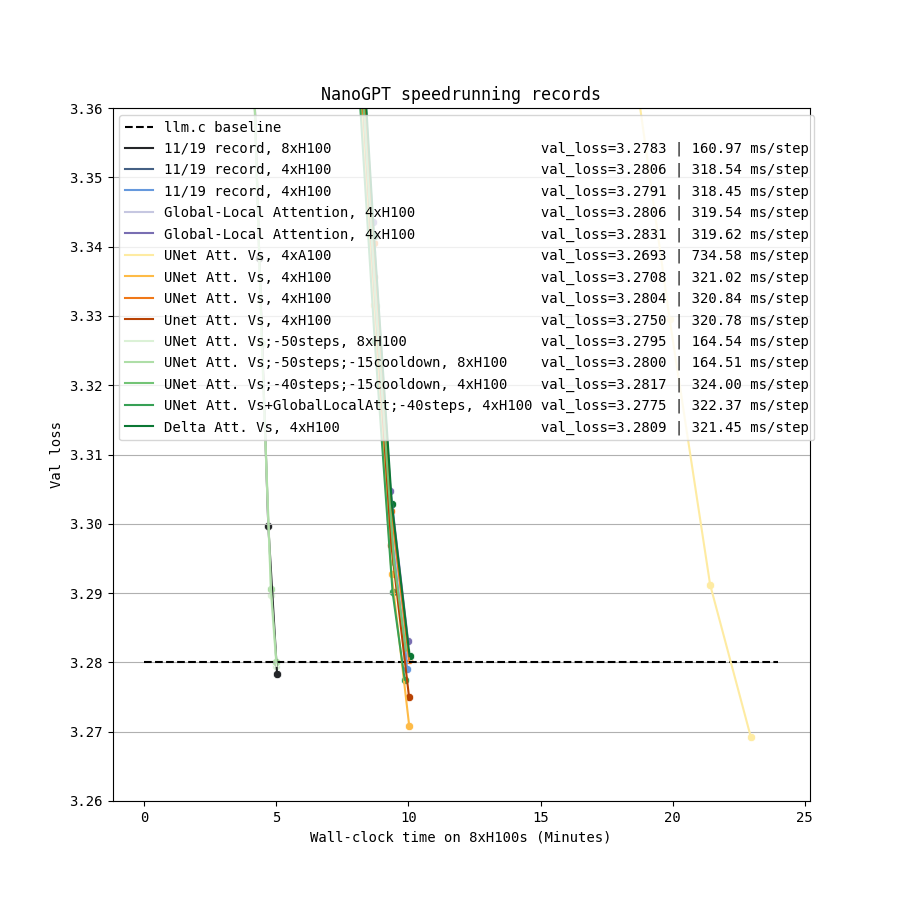 NanoGPT speedrunning records
3.36
3.35
3.34
3.33
3.32
3.31
3.30
3.29
3.28
3.27
3.26
Val loss
llm.c baseline
11/19 record, 8xH100 val_loss=3.2783 | 160.97 ms/step
11/19 record, 4xH100 val_loss=3.2806 | 318.54 ms/step
11/19 record, 4xH100 val_loss=3.2791 | 318.45 ms/step
Global-Local Attention, 4xH100 val_loss=3.2806 | 319.54 ms/step
Global-Local Attention, 4xH100 val_loss=3.2831 | 319.62 ms/step
UNet Att. Vs, 4xA100 val_loss=3.2693 | 734.58 ms/step
UNet Att. Vs, 4xH100 val_loss=3.2708 | 321.02 ms/step
UNet Att. Vs, 4xH100 val_loss=3.2804 | 320.84 ms/step
Unet Att. Vs, 4xH100 val_loss=3.2750 | 320.78 ms/step
UNet Att. Vs;-50steps, 8xH100 val_loss=3.2795 | 164.54 ms/step
UNet Att. Vs;-50steps;-15cooldown, 8xH100 val_loss=3.2800 | 164.51 ms/step
UNet Att. Vs;-40steps;-15cooldown, 4xH100 val_loss=3.2817 | 324.00 ms/step
UNet Att. Vs+GlobalLocalAtt;-40steps, 4xH100 val_loss=3.2775 | 322.37 ms/step
Delta Att. Vs, 4xH100 val_loss=3.2809 | 321.45 ms/step
0 5 10 15 20 25
Wall-clock time on 8xH100s (Minutes)